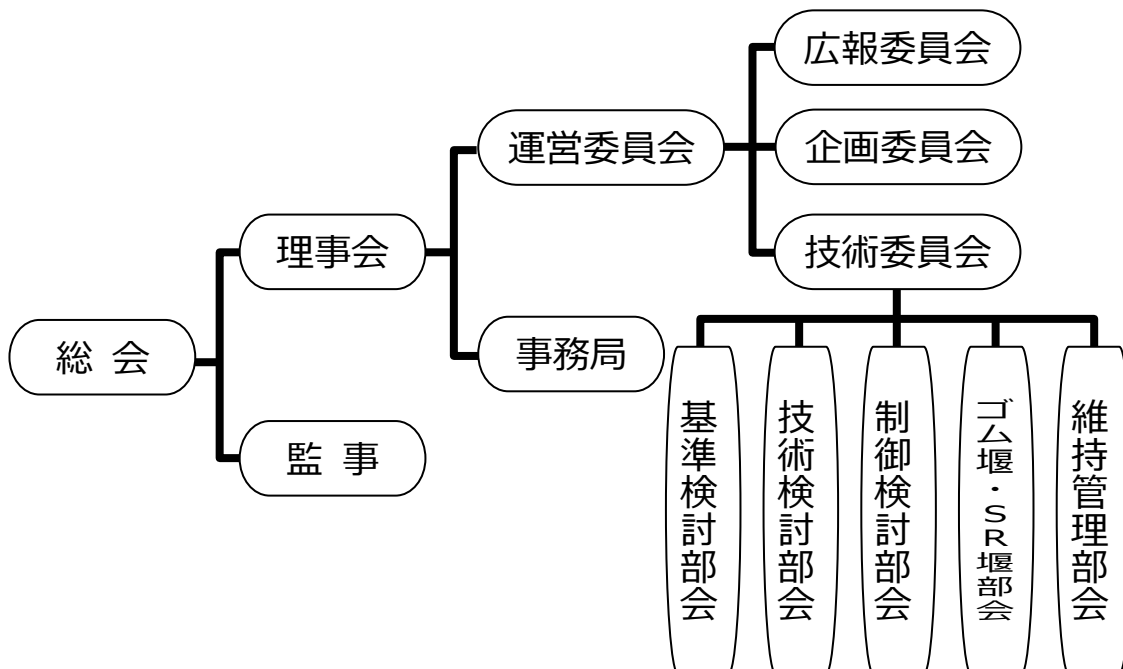 広報委員会
運営委員会
企画委員会
理事会
技術委員会
総 会
事務局
監 事
基準検討部会
技術検討部会
制御検討部会
ゴム堰・SR堰部会
維持管理部会